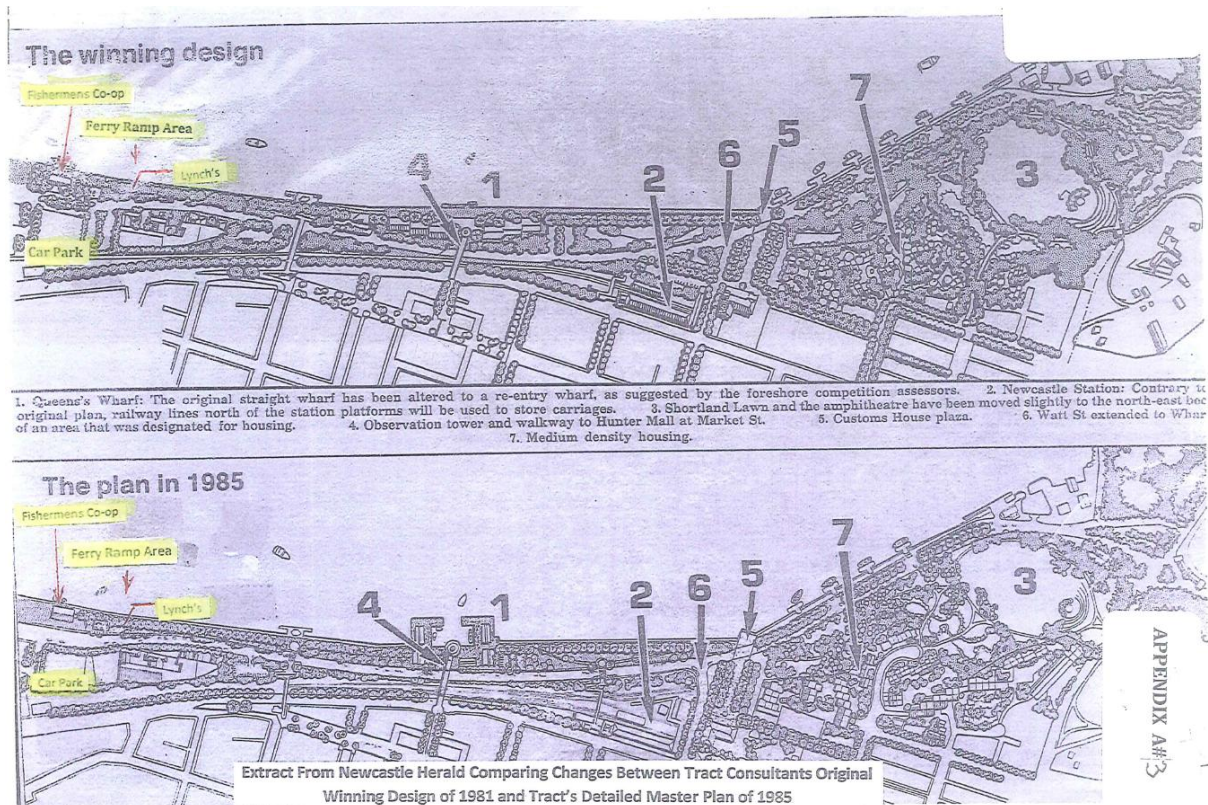 The winning design
Fishermens Co-op
Ferry Ramp Area
Lynch's
Car Park
4
1
2
6
5
7
3
1. Queens's Wharf: The original straight wharf has been altered to a re-entry wharf, as suggested by the foreshore competition assessors. 2. Newcastle Station: Contrary to
original plan, railway lines north of the station platforms will be used to store carriages. 3. Shortland Lawn and the amphitheatre have been moved slightly to the north-east bec
of an area that was designated for housing. 4. Observation tower and walkway to Hunter Mall at Market St. 5. Customs House plaza. 6. Watt St extended to Whar
7. Medium density housing.
The plan in 1985
Fishermens Co-op
Ferry Ramp Area
Lynch's
Car Park
4
1
2
6
5
7
3
APPENDIX A#3
Extract From Newcastle Herald Comparing Changes Between Tract Consultants Original
Winning Design of 1981 and Tract's Detailed Master Plan of 1985